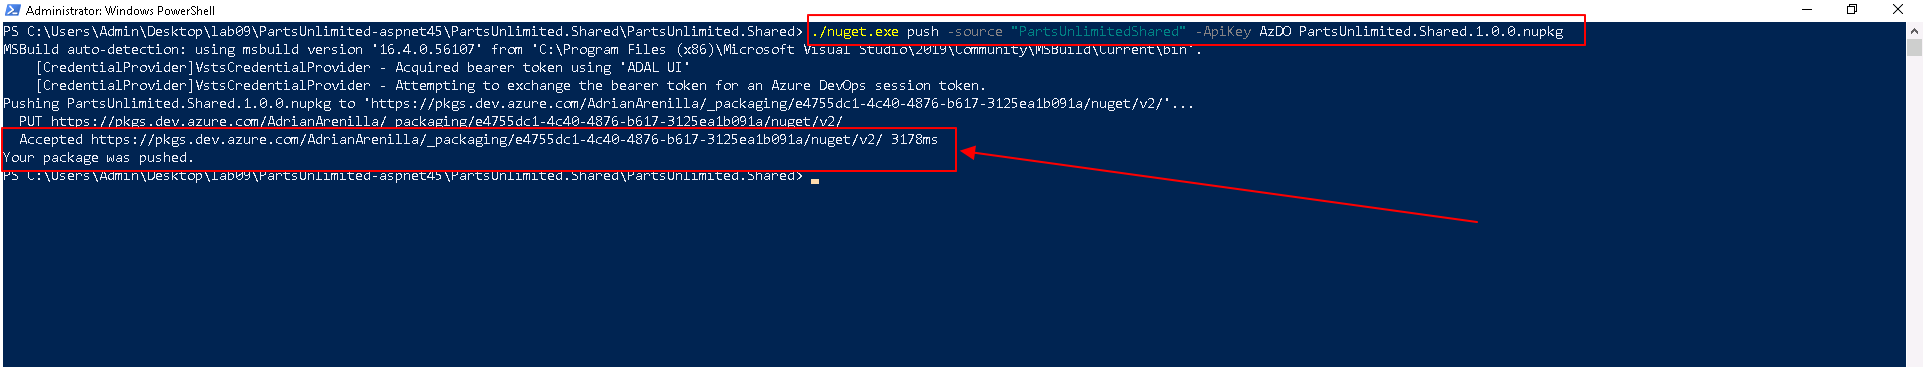 Administrator: Windows PowerShell
PS C:\Users\Admin\Desktop\lab09\PartsUnlimited-aspnet45\PartsUnlimited.Shared\PartsUnlimited.Shared> ./nuget.exe push -source "PartsUnlimitedShared" -ApiKey AzDO PartsUnlimited.Shared.1.0.0.nupkg
MSBuild auto-detection: using msbuild version '16.4.0.56107' from 'C:\Program Files (x86)\Microsoft Visual Studio\2019\Community\MSBuild\Current\bin'.
[CredentialProvider]VstsCredentialProvider - Acquired bearer token using 'ADAL UI'
[CredentialProvider]VstsCredentialProvider - Attempting to exchange the bearer token for an Azure DevOps session token.
Pushing PartsUnlimited.Shared.1.0.0.nupkg to 'https://pkgs.dev.azure.com/AdrianArenilla/_packaging/e4755dc1-4c40-4876-b617-3125ea1b091a/nuget/v2/'...
PUT https://pkgs.dev.azure.com/AdrianArenilla/_packaging/e4755dc1-4c40-4876-b617-3125ea1b091a/nuget/v2/
Accepted https://pkgs.dev.azure.com/AdrianArenilla/_packaging/e4755dc1-4c40-4876-b617-3125ea1b091a/nuget/v2/ 3178ms
Your package was pushed.
PS C:\Users\Admin\Desktop\lab09\PartsUnlimited-aspnet45\PartsUnlimited.Shared\PartsUnlimited.Shared>